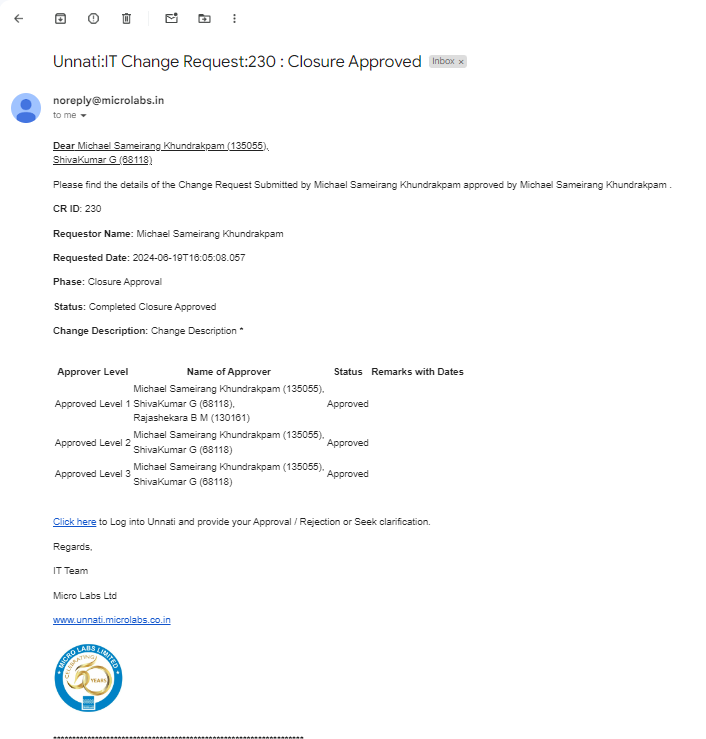 Unnati:IT Change Request:230 : Closure Approved Inbox x
noreply@microlabs.in
to me
Dear Michael Sameirang Khundrakpam (135055),
ShivaKumar G (68118)
Please find the details of the Change Request Submitted by Michael Sameirang Khundrakpam approved by Michael Sameirang Khundrakpam .
CR ID: 230
Requestor Name: Michael Sameirang Khundrakpam
Requested Date: 2024-06-19T16:05:08.057
Phase: Closure Approval
Status: Completed Closure Approved
Change Description: Change Description *
Approver Level Name of Approver Status Remarks with Dates
Michael Sameirang Khundrakpam (135055),
Approved Level 1 ShivaKumar G (68118), Approved
Rajashekara B M (130161)
Michael Sameirang Khundrakpam (135055),
Approved Level 2 Approved
ShivaKumar G (68118)
Michael Sameirang Khundrakpam (135055),
Approved Level 3 Approved
ShivaKumar G (68118)
Click here to Log into Unnati and provide your Approval / Rejection or Seek clarification.
Regards,
IT Team
Micro Labs Ltd
www.unnati.microlabs.co.in
MICRO LABS LIMITED
CELEBRATING
50 YEARS